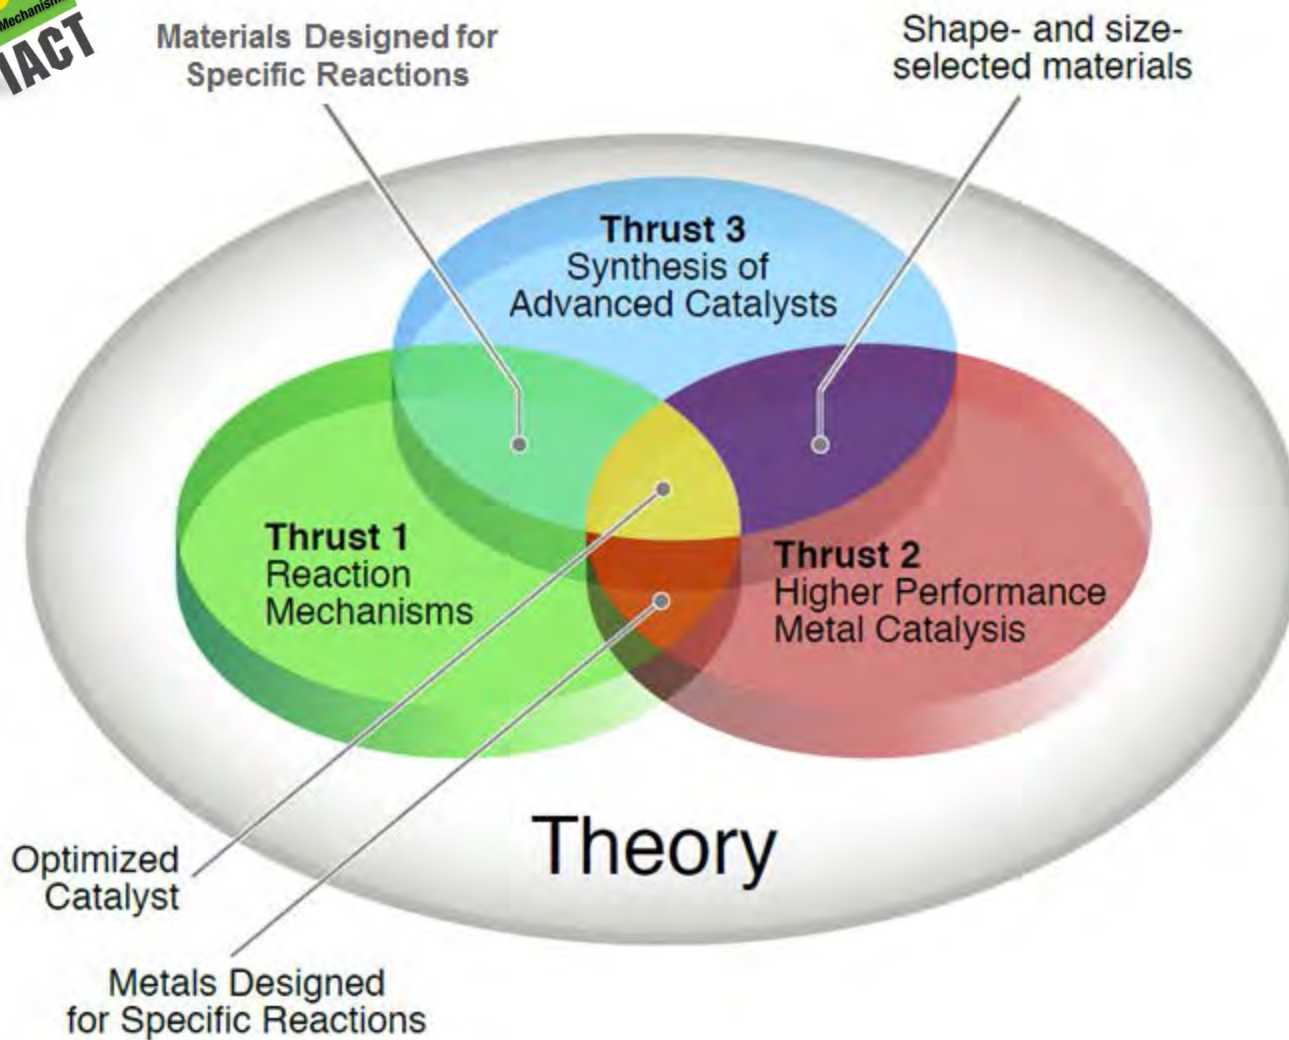 Mechanisms
IACT
Materials Designed for
Specific Reactions
Shape- and size-
selected materials
Thrust 3
Synthesis of
Advanced Catalysts
Thrust 1
Reaction
Mechanisms
Thrust 2
Higher Performance
Metal Catalysis
Theory
Optimized
Catalyst
Metals Designed
for Specific Reactions